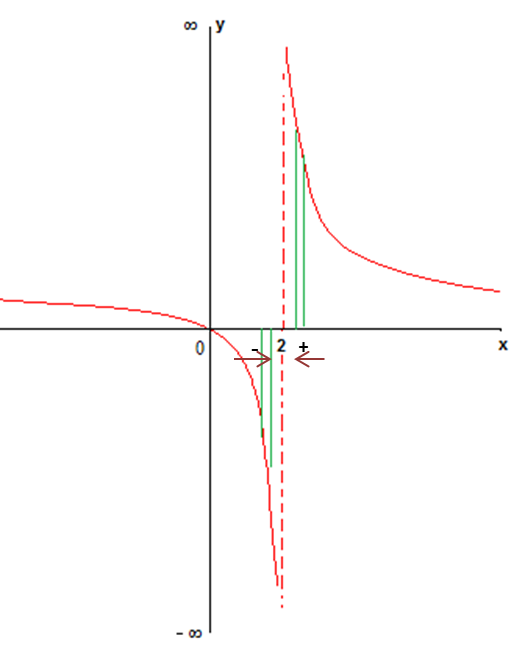 ∞ y
- 2 +
0 x
- ∞